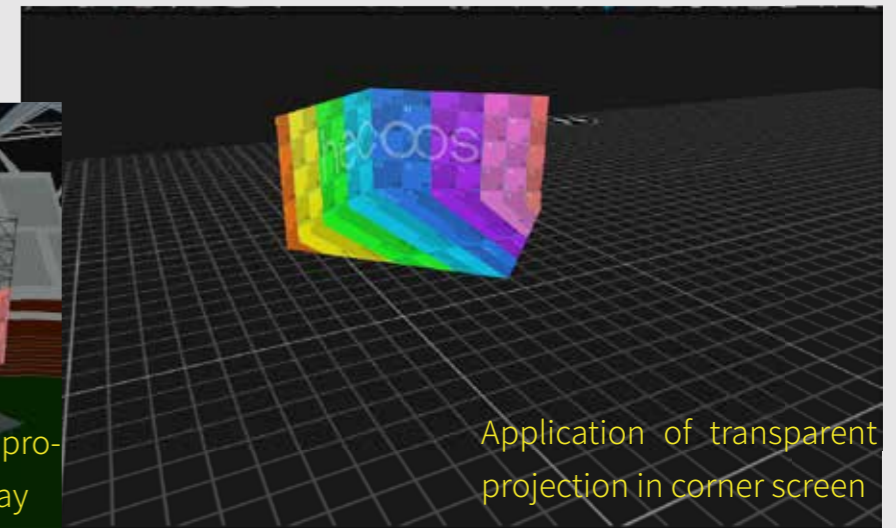 heCOOS
pro-
ay
Application of transparent
projection in corner screen